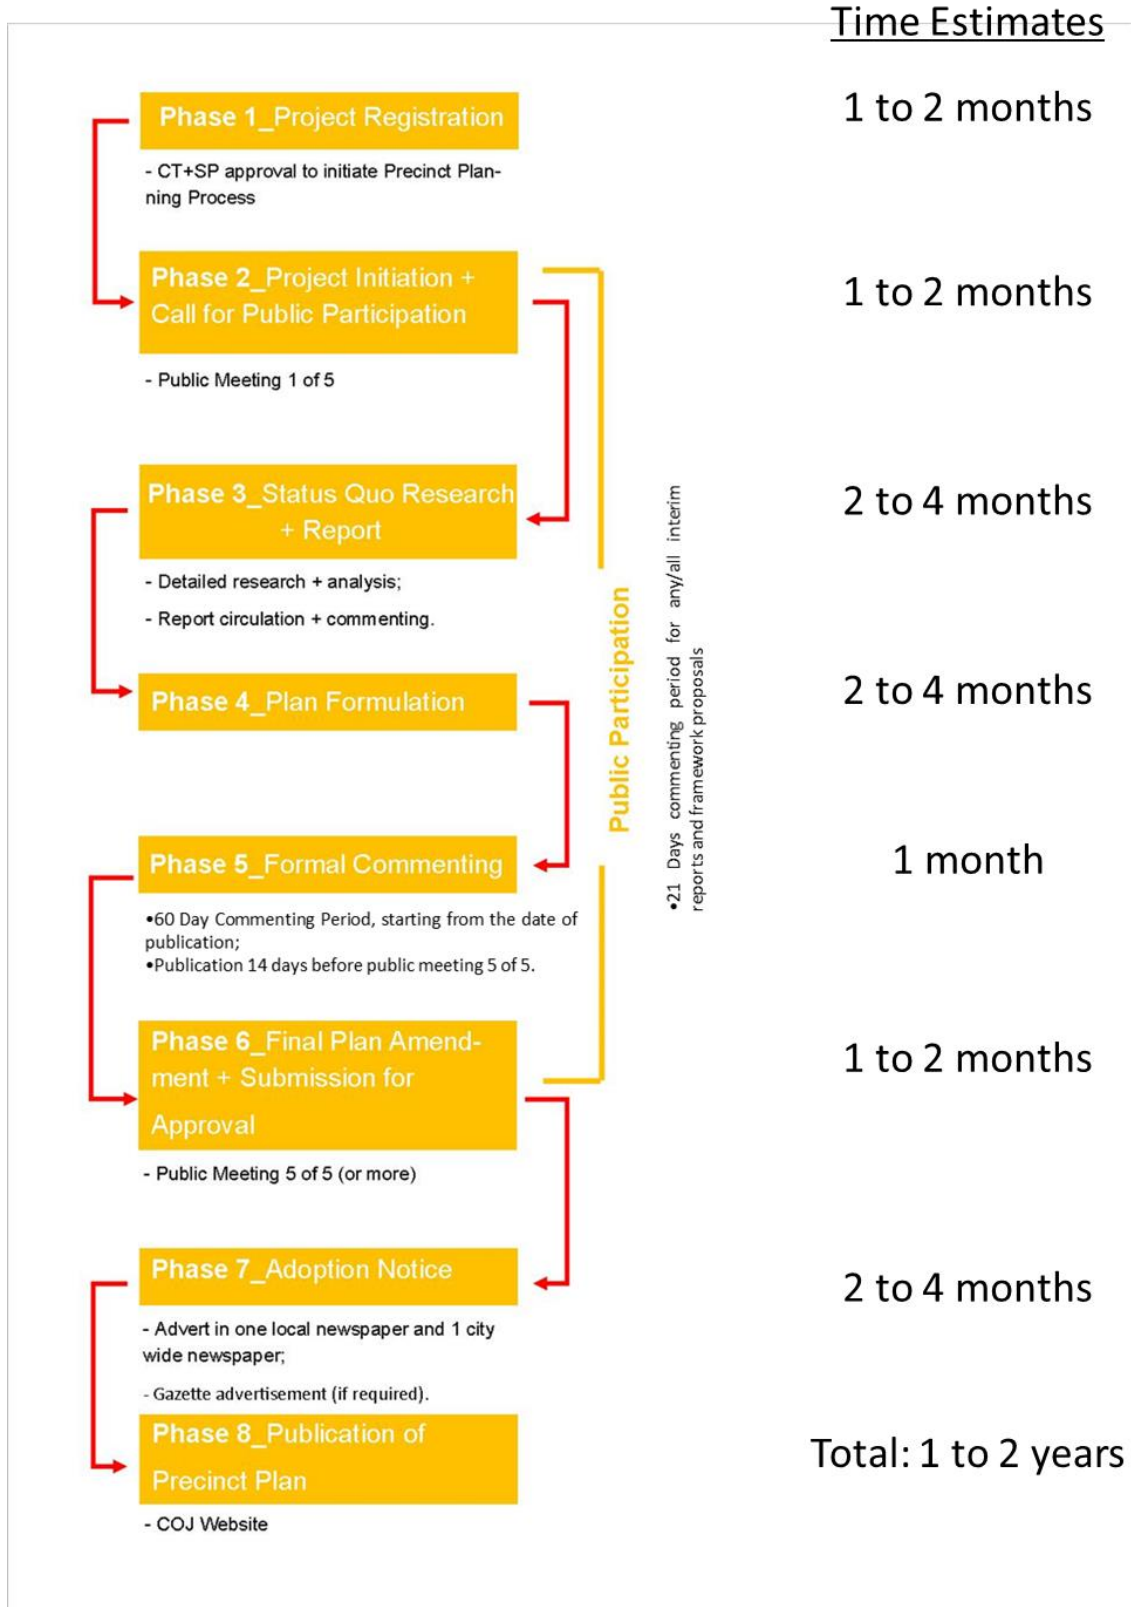 Time Estimates
Phase 1_Project Registration
1 to 2 months
- CT+SP approval to initiate Precinct Plan-
ning Process
Phase 2_Project Initiation +
Call for Public Participation
1 to 2 months
- Public Meeting 1 of 5
Phase 3_Status Quo Research
+ Report
2 to 4 months
- Detailed research + analysis;
- Report circulation + commenting.
Phase 4_Plan Formulation
2 to 4 months
Public Participation
•21 Days commenting period for any/all interim
reports and framework proposals
Phase 5_Formal Commenting
1 month
•60 Day Commenting Period, starting from the date of
publication;
•Publication 14 days before public meeting 5 of 5.
Phase 6_Final Plan Amend-
ment + Submission for
Approval
1 to 2 months
- Public Meeting 5 of 5 (or more)
Phase 7_Adoption Notice
2 to 4 months
- Advert in one local newspaper and 1 city
wide newspaper;
- Gazette advertisement (if required).
Phase 8_Publication of
Precinct Plan
Total: 1 to 2 years
- COJ Website